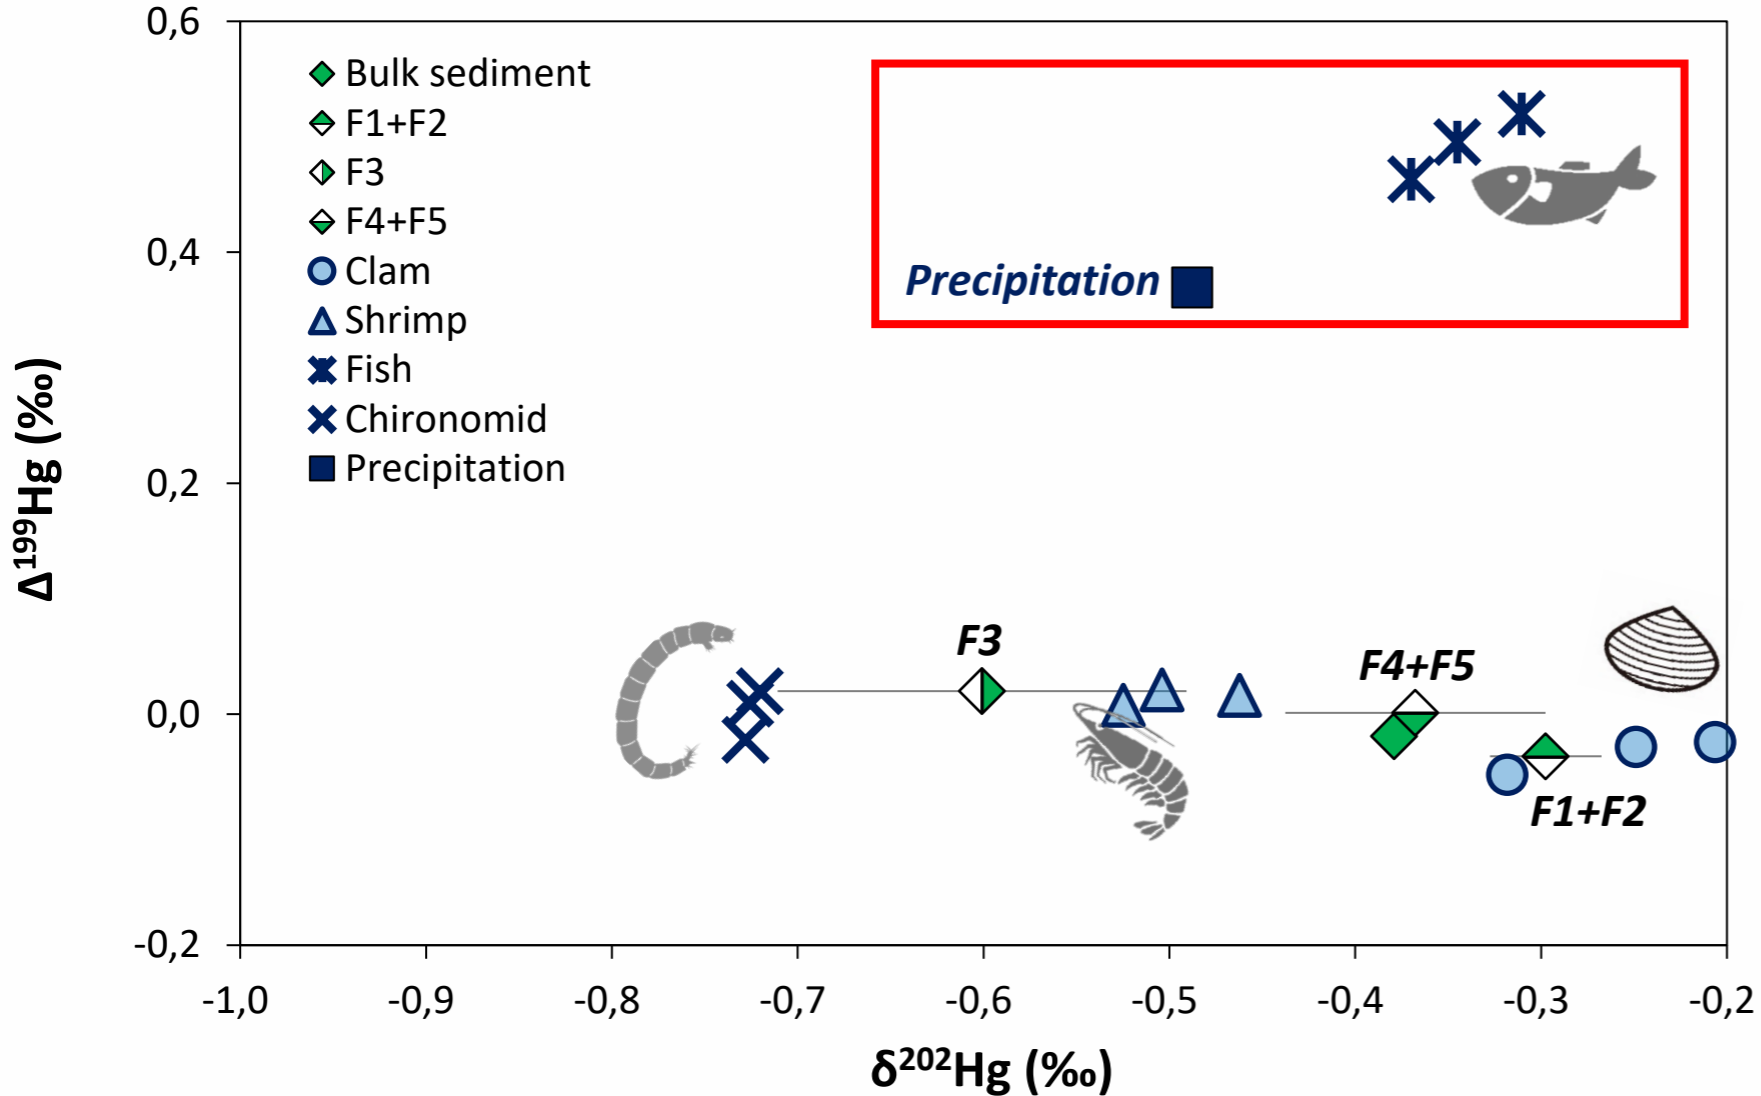 0,6
Bulk sediment
F1+F2
F3
F4+F5
Clam
Shrimp
Fish
Chironomid
Precipitation
Precipitation
0,4
0,2
0,0
-0,2
Δ¹⁹⁹Hg (‰)
F3
F4+F5
F1+F2
-1,0 -0,9 -0,8 -0,7 -0,6 -0,5 -0,4 -0,3 -0,2
δ²⁰²Hg (‰)